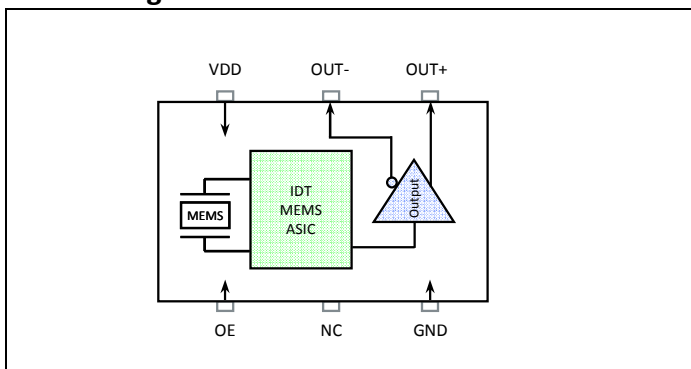 VDD OUT- OUT+
IDT
MEMS
ASIC
MEMS
Output
OE NC GND